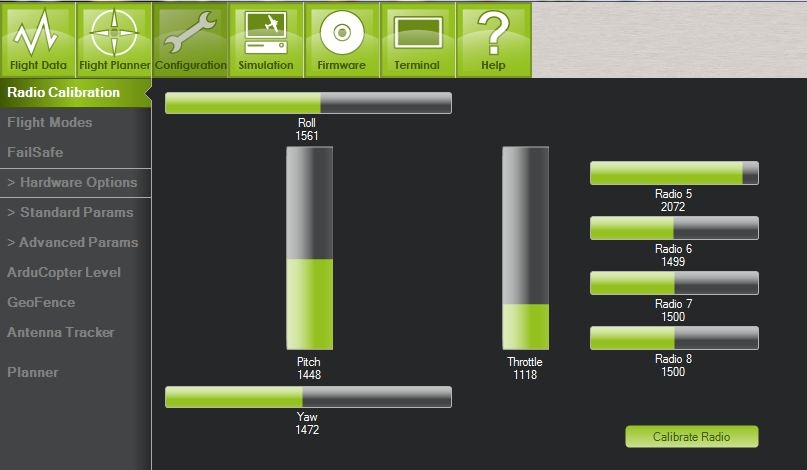 Flight Data
Flight Planner
Configuration
Simulation
Firmware
Terminal
?
Help
Radio Calibration
Flight Modes
FailSafe
> Hardware Options
> Standard Params
> Advanced Params
ArduCopter Level
GeoFence
Antenna Tracker
Planner
Roll
1561
Pitch
1448
Yaw
1472
Throttle
1118
Radio 5
2072
Radio 6
1499
Radio 7
1500
Radio 8
1500
Calibrate Radio